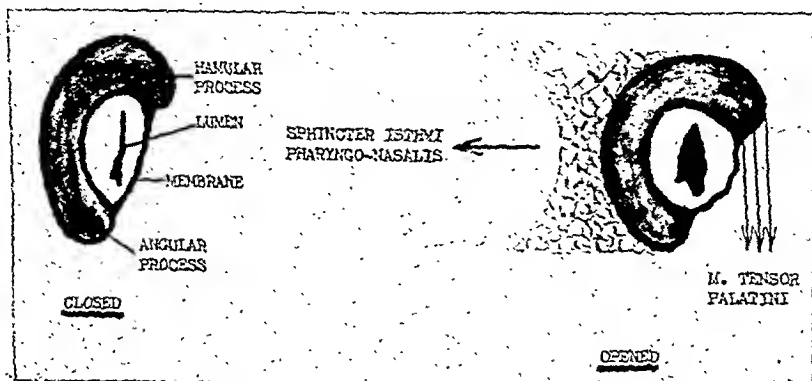 HAMULAR
PROCESS
LUMEN
MEMBRANE
ANGULAR
PROCESS
CLOSED
SPHINCTER ISTHMI
PHARYNGO-NASALIS
M. TENSOR
PALATINI
OPENED